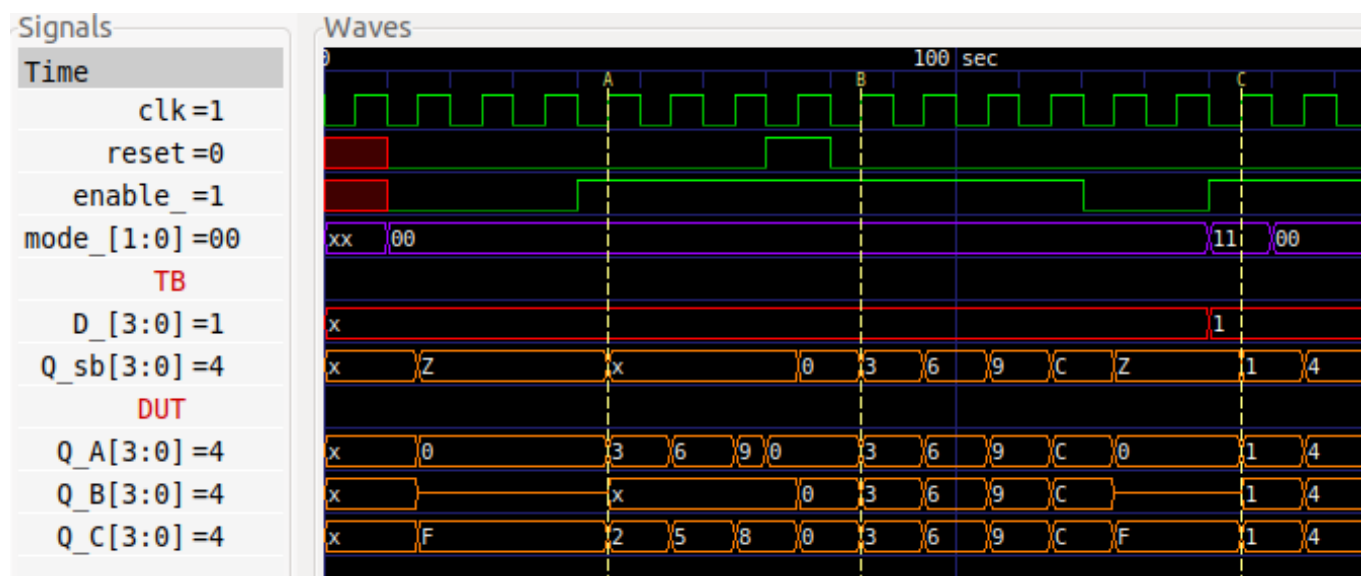 Signals Waves
Time 0 100 sec
A B C
clk =1
reset =0
enable_ =1
mode_[1:0] =00 xx 00 11 00
TB
D_[3:0] =1 x 1
Q_sb[3:0] =4 x Z x 0 3 6 9 C Z 1 4
DUT
Q_A[3:0] =4 x 0 3 6 9 0 3 6 9 C 0 1 4
Q_B[3:0] =4 x x 0 3 6 9 C 1 4
Q_C[3:0] =4 x F 2 5 8 0 3 6 9 C F 1 4